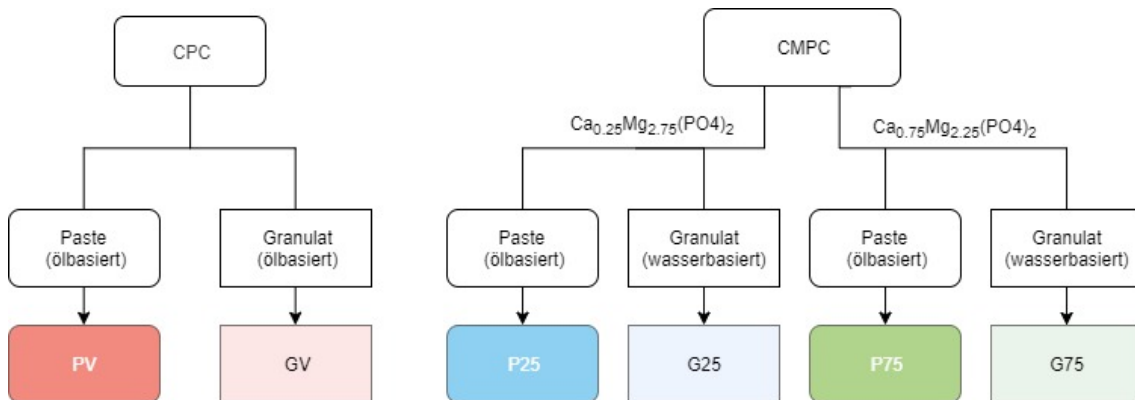 CPC
CMPC
Ca0.25Mg2.75(PO4)2
Ca0.75Mg2.25(PO4)2
Paste
(ölbasiert)
Granulat
(ölbasiert)
Paste
(ölbasiert)
Granulat
(wasserbasiert)
Paste
(ölbasiert)
Granulat
(wasserbasiert)
PV
GV
P25
G25
P75
G75